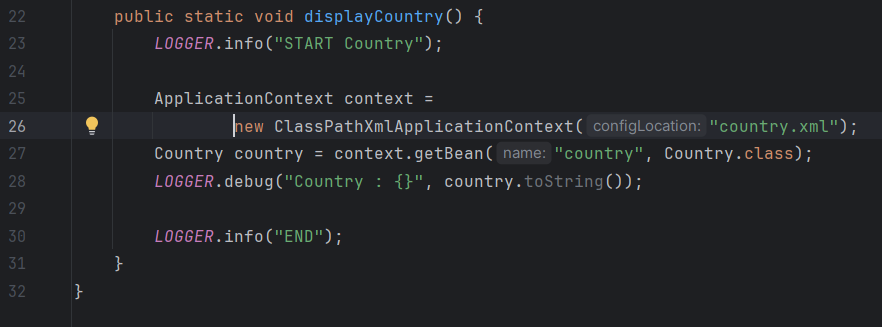 22 public static void displayCountry() {
23 LOGGER.info("START Country");
24
25 ApplicationContext context =
26 new ClassPathXmlApplicationContext( configLocation: "country.xml");
27 Country country = context.getBean( name: "country", Country.class);
28 LOGGER.debug("Country : {}", country.toString());
29
30 LOGGER.info("END");
31 }
32 }